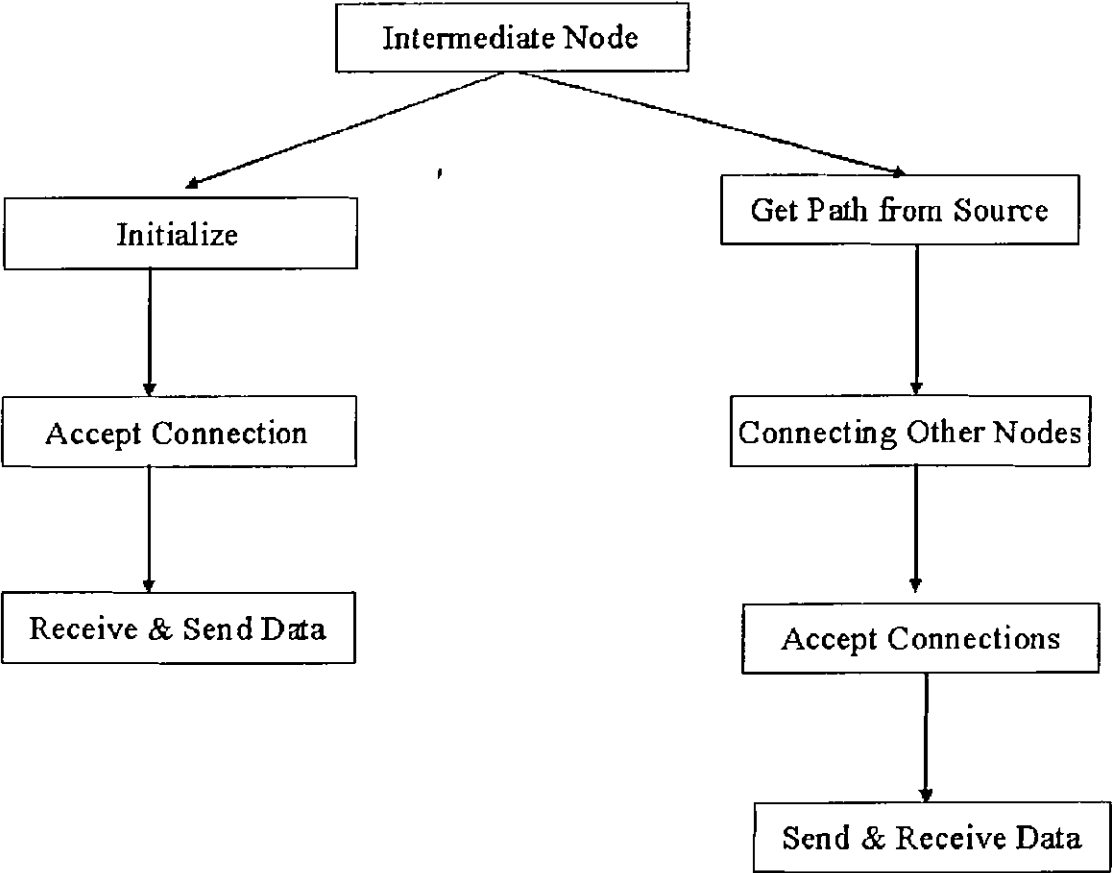 Intermediate Node
Initialize
Get Path from Source
Accept Connection
Connecting Other Nodes
Receive & Send Data
Accept Connections
Send & Receive Data